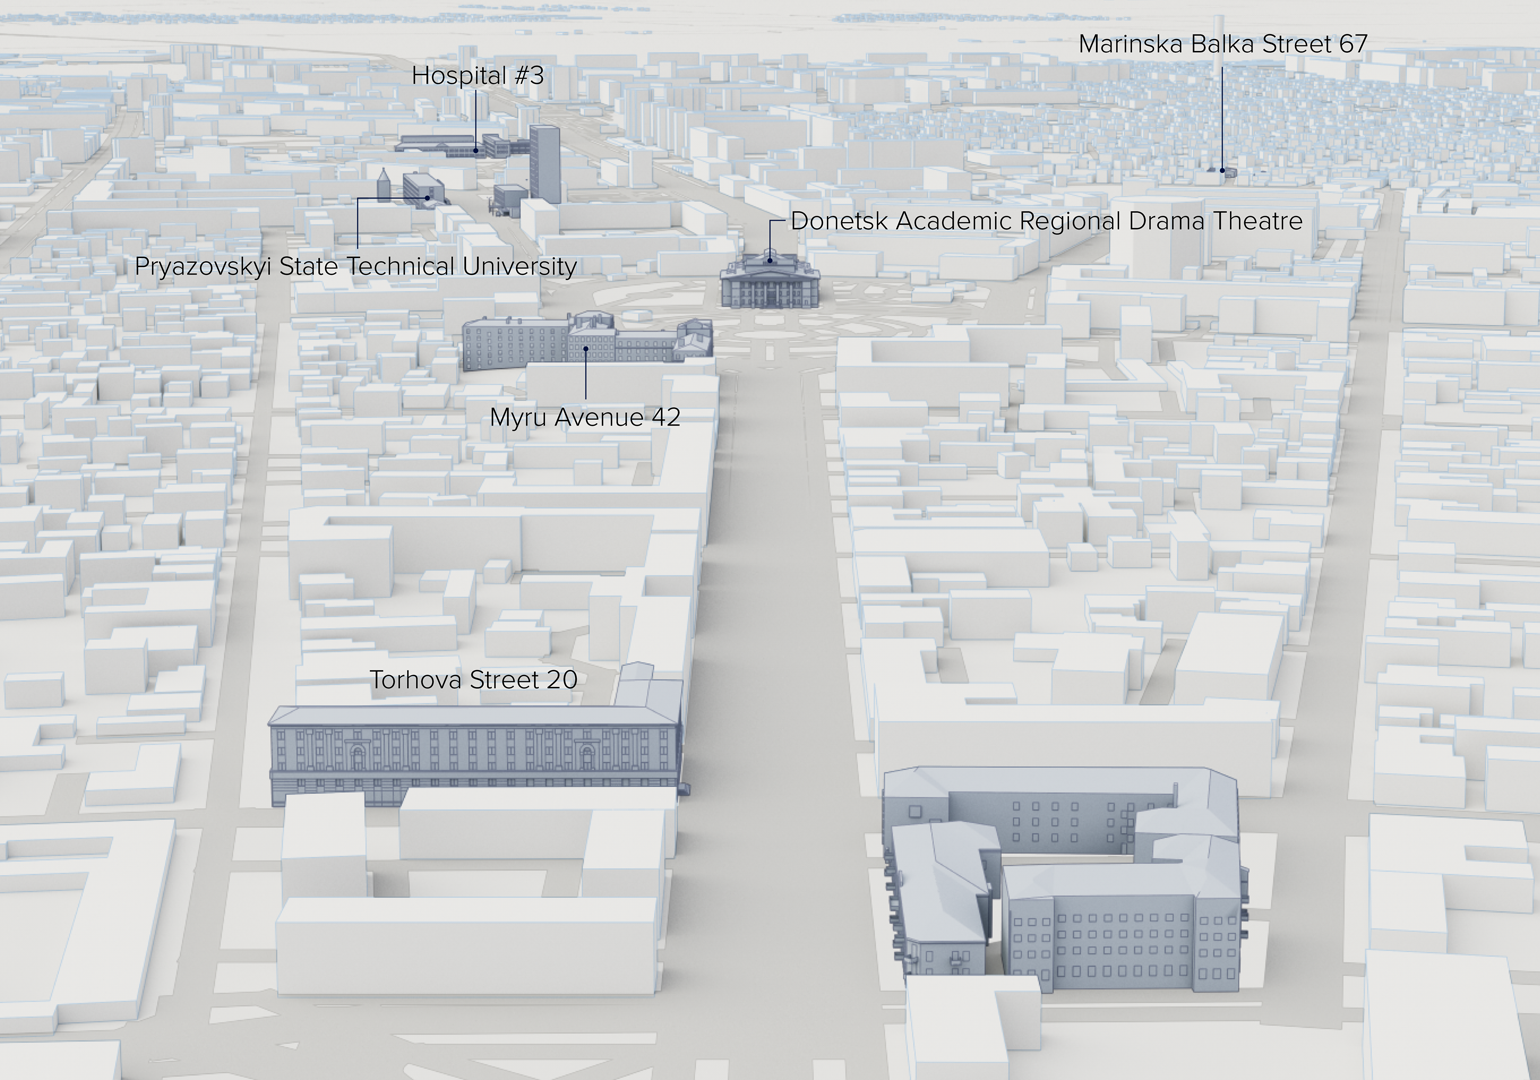 Marinska Balka Street 67
Hospital #3
Donetsk Academic Regional Drama Theatre
Pryazovskyi State Technical University
Myru Avenue 42
Torhova Street 20